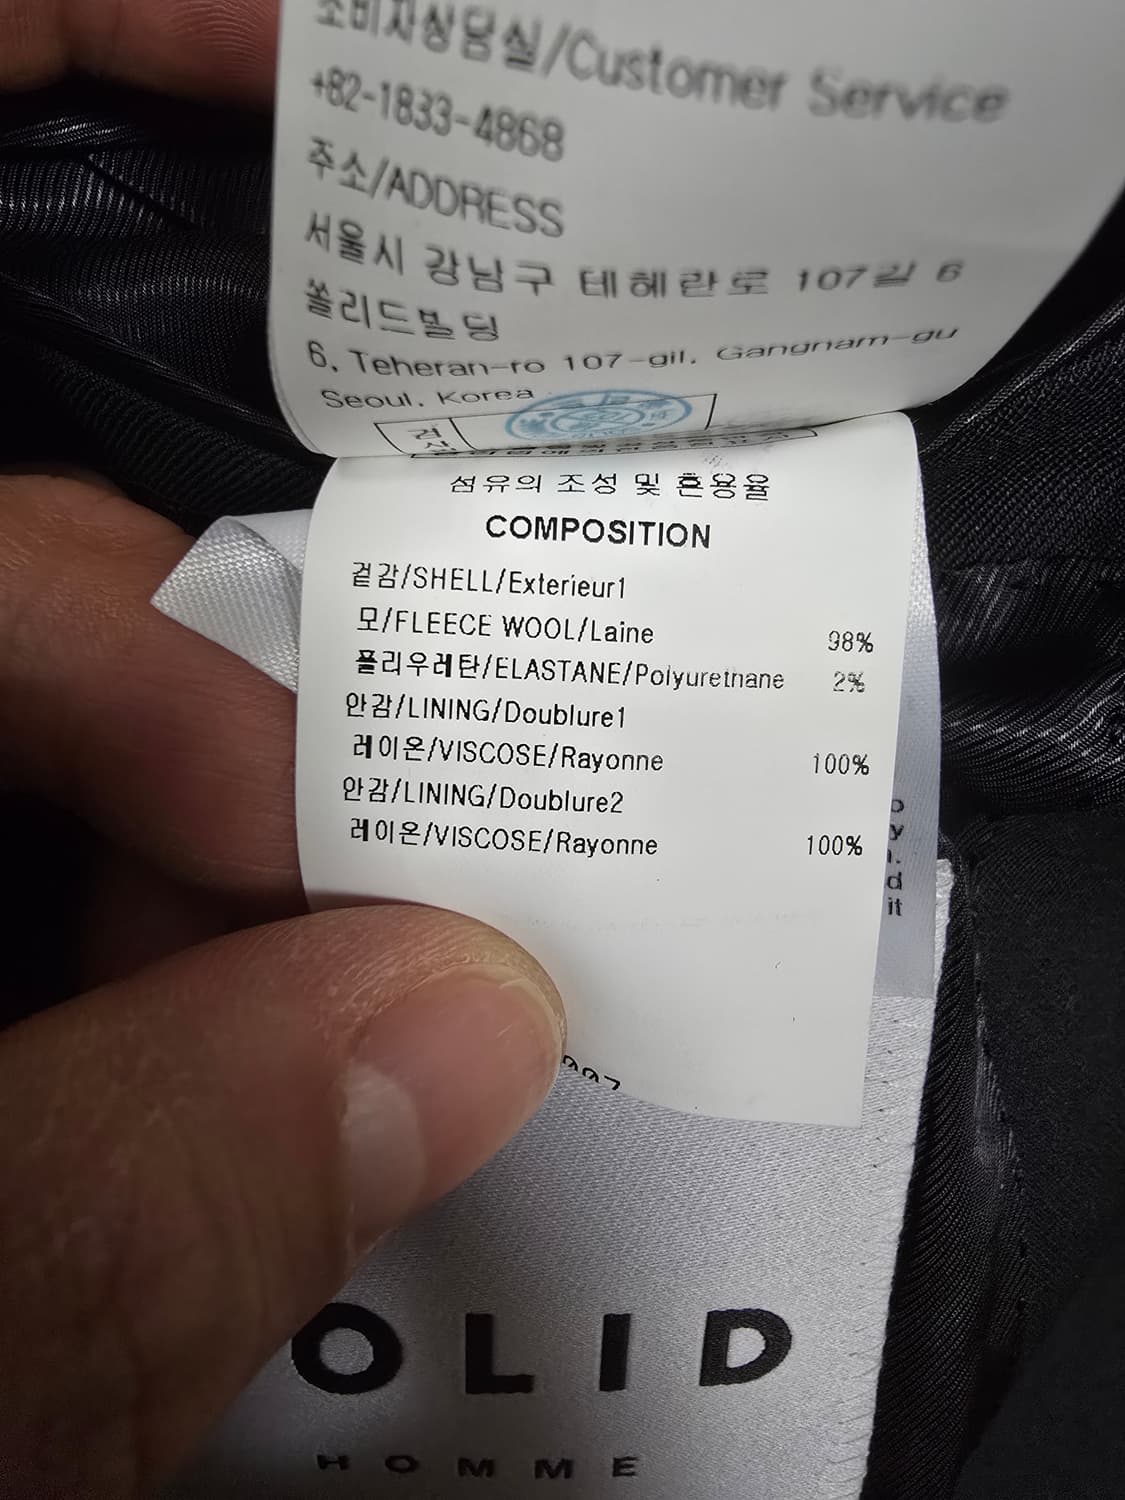 소비자상담실/Customer Service
+82-1833-4868
주소/ADDRESS
서울시 강남구 테헤란로 107길 6
쏠리드빌딩
6, Teheran-ro 107-gil, Gangnam-gu
Seoul, Korea
섬유의 조성 및 혼용율
COMPOSITION
겉감/SHELL/Exterieur1
모/FLEECE WOOL/Laine 98%
폴리우레탄/ELASTANE/Polyurethane 2%
안감/LINING/Doublure1
레이온/VISCOSE/Rayonne 100%
안감/LINING/Doublure2
레이온/VISCOSE/Rayonne 100%
it
OLID
HOMME